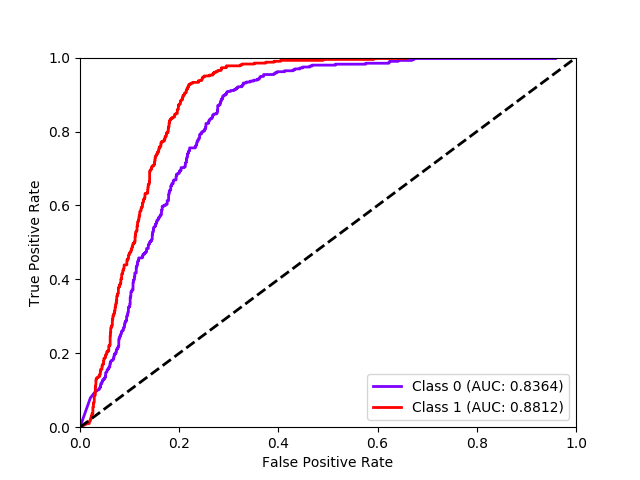 1.0
0.8
0.6
0.4
0.2
0.0
True Positive Rate
Class 0 (AUC: 0.8364)
Class 1 (AUC: 0.8812)
0.0 0.2 0.4 0.6 0.8 1.0
False Positive Rate